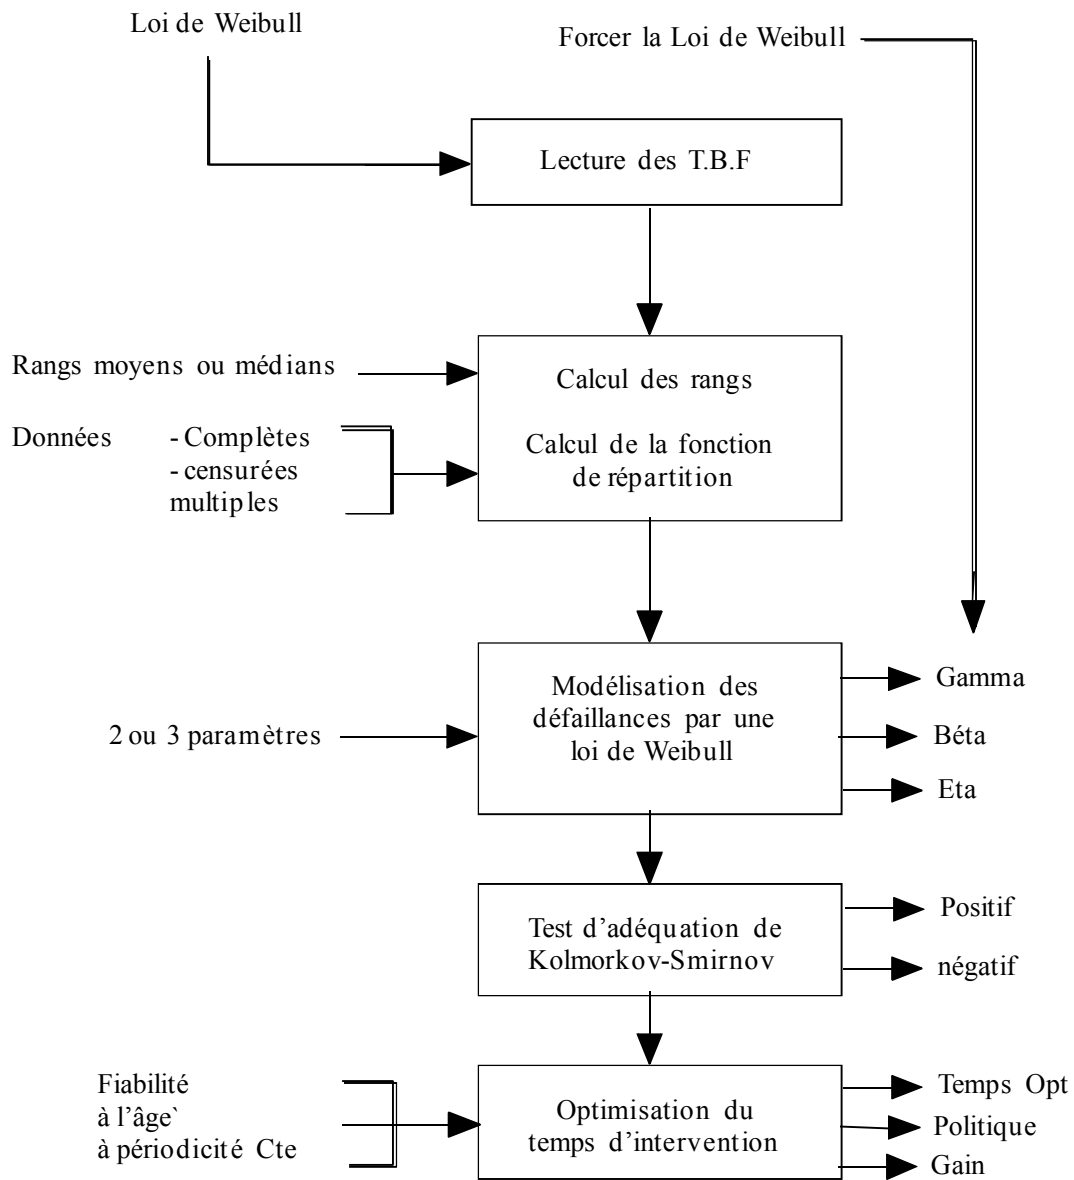 Loi de Weibull
Forcer la Loi de Weibull
Lecture des T.B.F
Rangs moyens ou médians
Calcul des rangs
Données - Complètes
- censurées
multiples
Calcul de la fonction
de répartition
Gamma
Modélisation des
défaillances par une
loi de Weibull
2 ou 3 paramètres
Béta
Eta
Test d'adéquation de
Kolmorkov-Smirnov
Positif
négatif
Fiabilité
à l'âge`
à périodicité Cte
Optimisation du
temps d'intervention
Temps Opt
Politique
Gain